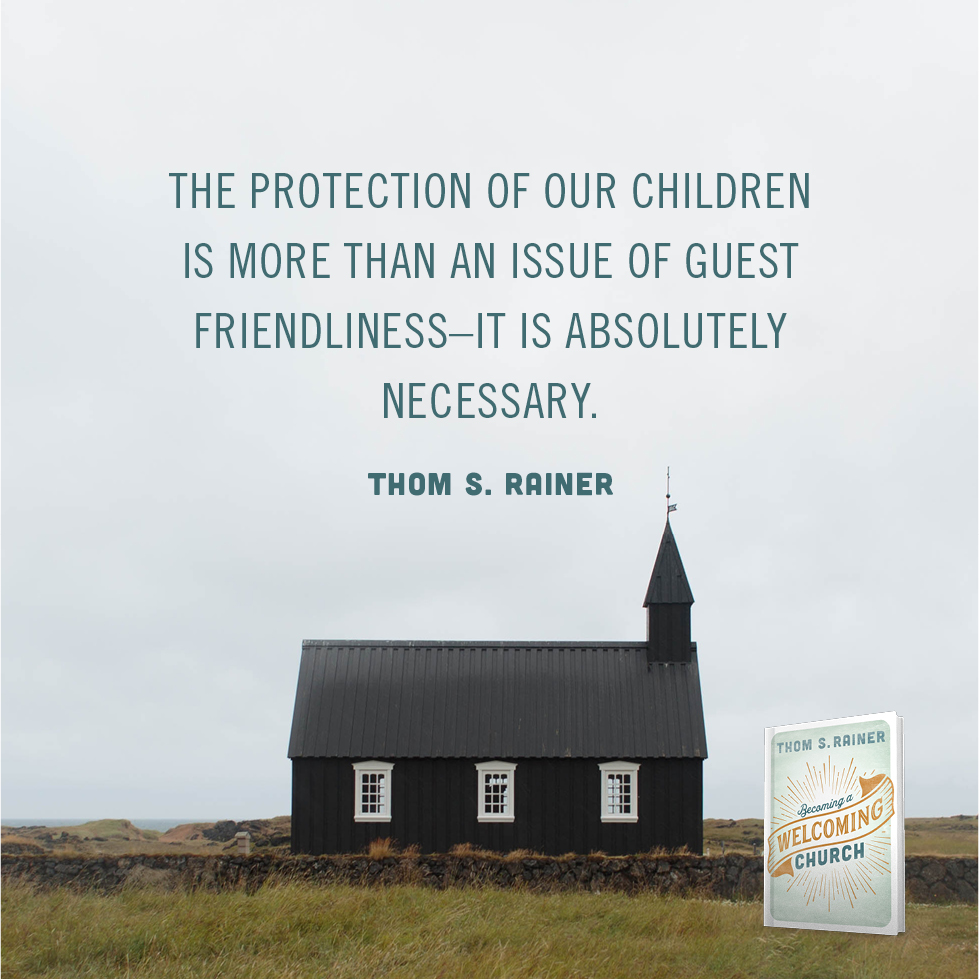 THE PROTECTION OF OUR CHILDREN
IS MORE THAN AN ISSUE OF GUEST
FRIENDLINESS–IT IS ABSOLUTELY
NECESSARY.
THOM S. RAINER
THOM S. RAINER
Becoming a
WELCOMING
CHURCH